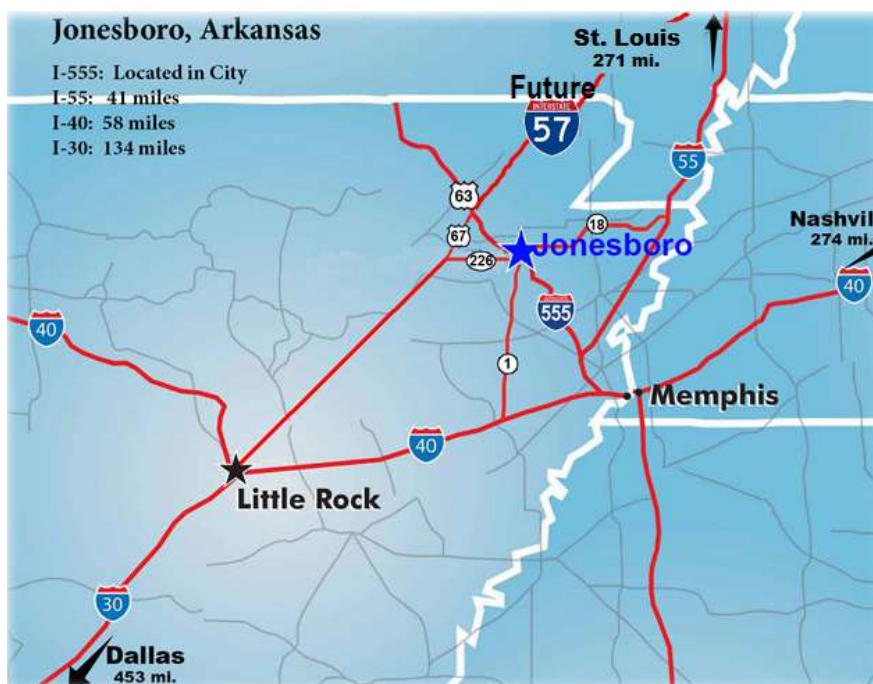 Jonesboro, Arkansas
I-555: Located in City
I-55: 41 miles
I-40: 58 miles
I-30: 134 miles
St. Louis
271 mi.
Future
INTERSTATE
57
55
63
67
18
226
Jonesboro
Nashvil
274 mi.
40
40
555
1
Memphis
40
Little Rock
30
Dallas
453 mi.